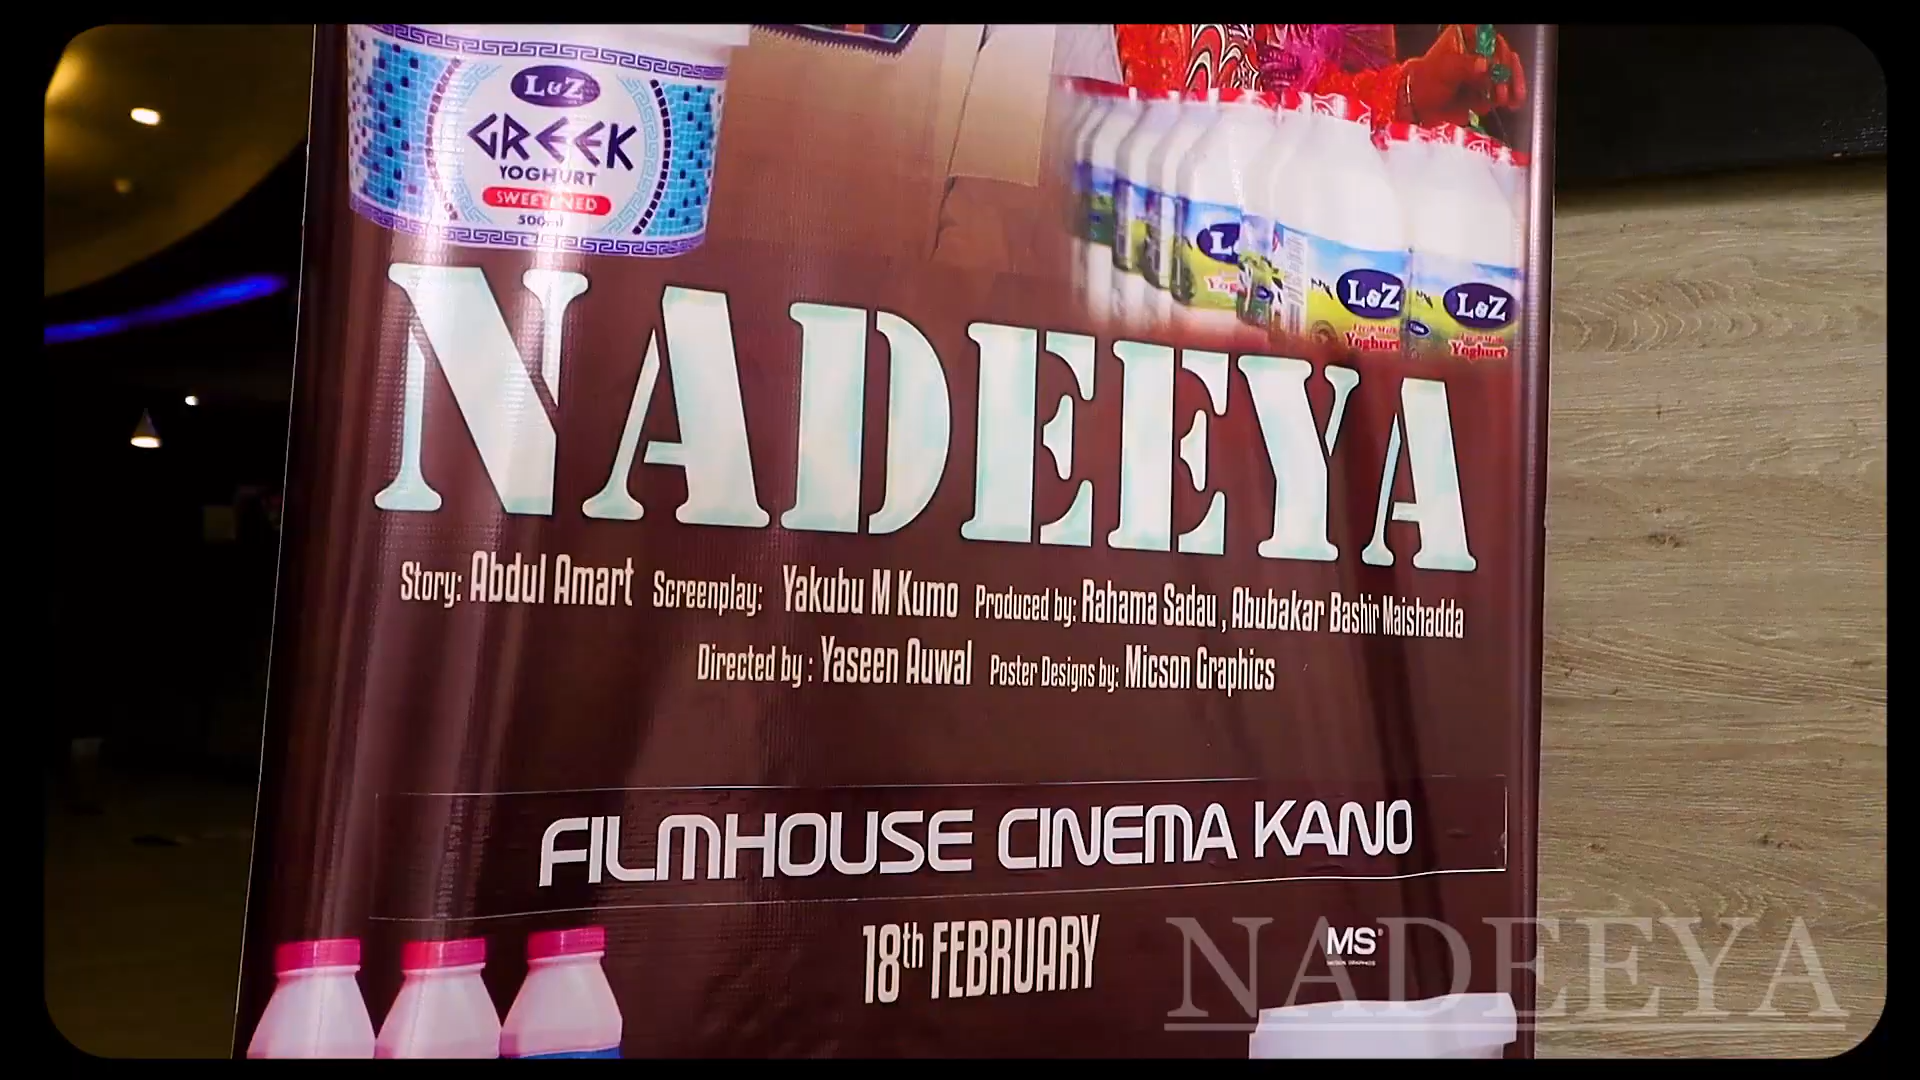 L&Z
GREEK
YOGHURT
SWEETENED
500ml
L&Z
Yoghurt
L&Z
Yoghurt
NADEEYA
Story: Abdul Amart Screenplay: Yakubu M Kumo Produced by: Rahama Sadau , Abubakar Bashir Maishadda
Directed by : Yaseen Auwal Poster Designs by: Micson Graphics
FILMHOUSE CINEMA KANO
18th FEBRUARY
MS
NADEEYA